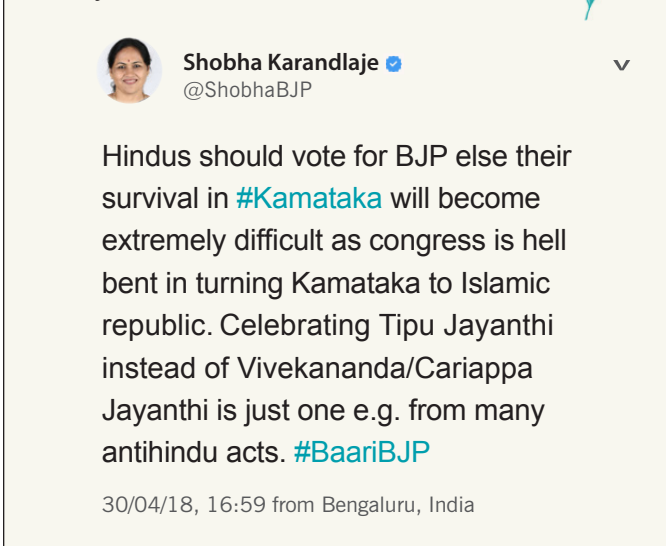 Shobha Karandlaje
@ShobhaBJP
Hindus should vote for BJP else their
survival in #Kamataka will become
extremely difficult as congress is hell
bent in turning Kamataka to Islamic
republic. Celebrating Tipu Jayanthi
instead of Vivekananda/Cariappa
Jayanthi is just one e.g. from many
antihindu acts. #BaariBJP
30/04/18, 16:59 from Bengaluru, India